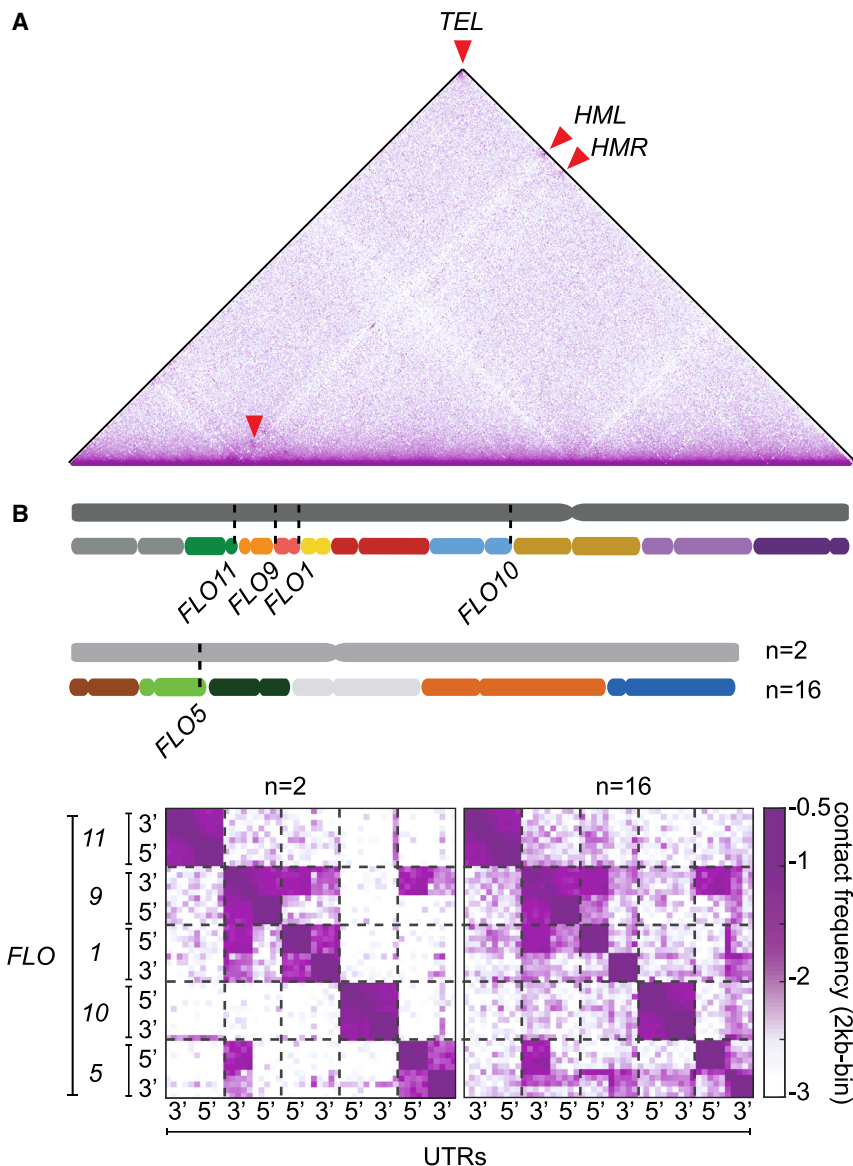 A
TEL
HML
HMR
B
FLO11
FLO9
FLO1
FLO10
n=2
n=16
FLO5
n=2
n=16
FLO
11
3'
5'
9
3'
5'
1
5'
3'
10
5'
3'
5
5'
3'
3' 5' 3' 5' 5' 3' 5' 3' 5' 3'
3' 5' 3' 5' 5' 3' 5' 3' 5' 3'
UTRs
-0.5
-1
-2
-3
contact frequency (2kb-bin)